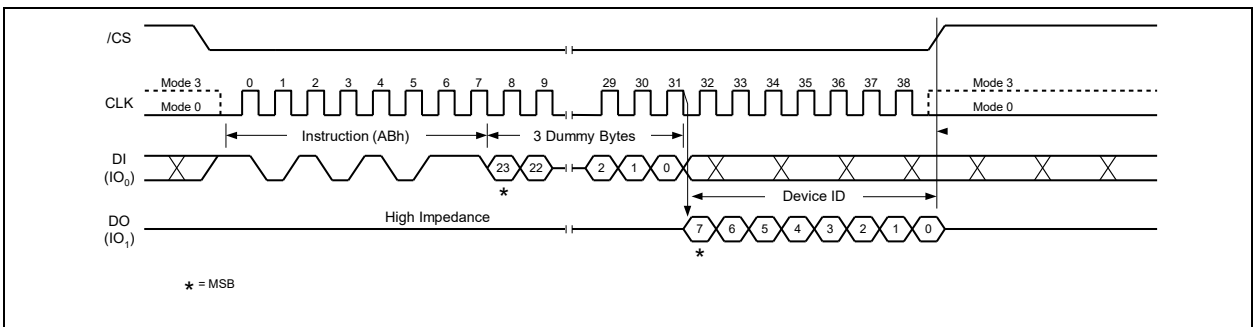 /CS
Mode 3 0 1 2 3 4 5 6 7 8 9 29 30 31 32 33 34 35 36 37 38 Mode 3
CLK
Mode 0 Mode 0
Instruction (ABh) 3 Dummy Bytes
DI
(IO0)
23 22 2 1 0
*
Device ID
High Impedance
DO
(IO1)
7 6 5 4 3 2 1 0
*
* = MSB